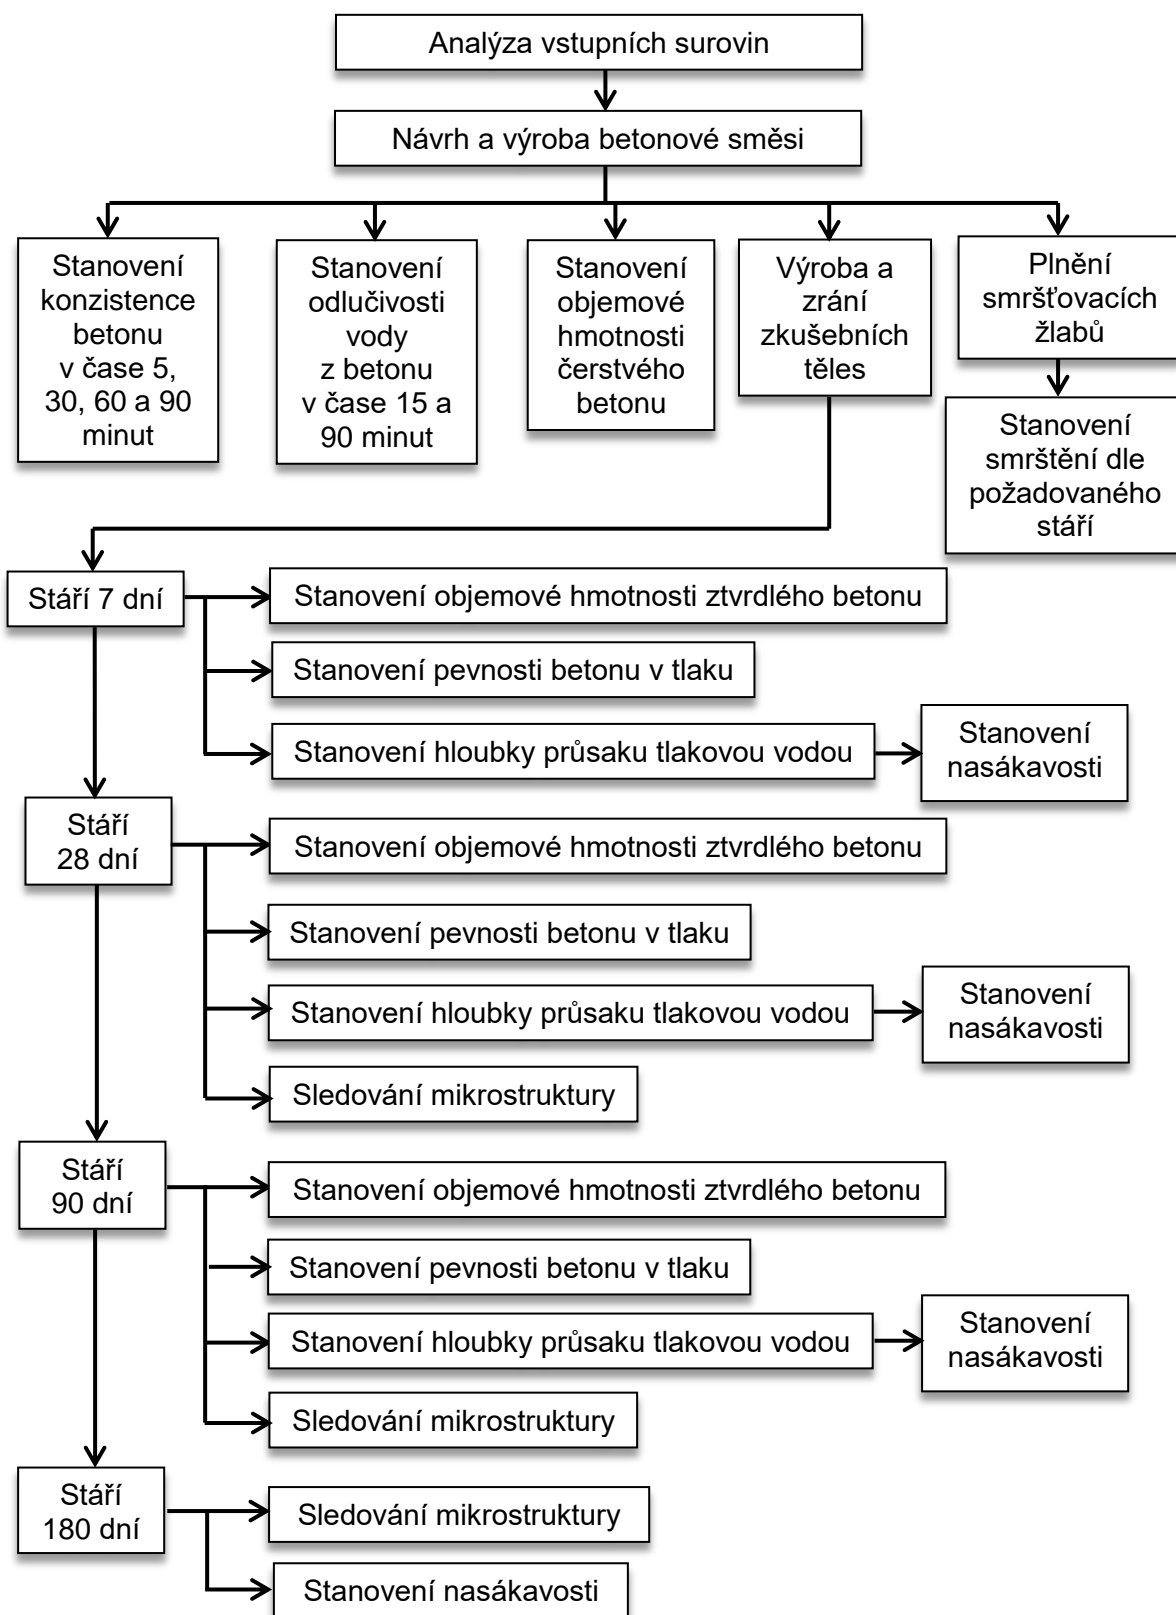 Analýza vstupních surovin
Návrh a výroba betonové směsi
Stanovení
konzistence
betonu
v čase 5,
30, 60 a 90
minut
Stanovení
odlučivosti
vody
z betonu
v čase 15 a
90 minut
Stanovení
objemové
hmotnosti
čerstvého
betonu
Výroba a
zrání
zkušebních
těles
Plnění
smršťovacích
žlabů
Stanovení
smrštění dle
požadovaného
stáří
Stáří 7 dní
Stanovení objemové hmotnosti ztvrdlého betonu
Stanovení pevnosti betonu v tlaku
Stanovení hloubky průsaku tlakovou vodou
Stanovení
nasákavosti
Stáří
28 dní
Stanovení objemové hmotnosti ztvrdlého betonu
Stanovení pevnosti betonu v tlaku
Stanovení hloubky průsaku tlakovou vodou
Stanovení
nasákavosti
Sledování mikrostruktury
Stáří
90 dní
Stanovení objemové hmotnosti ztvrdlého betonu
Stanovení pevnosti betonu v tlaku
Stanovení hloubky průsaku tlakovou vodou
Stanovení
nasákavosti
Sledování mikrostruktury
Stáří
180 dní
Sledování mikrostruktury
Stanovení nasákavosti